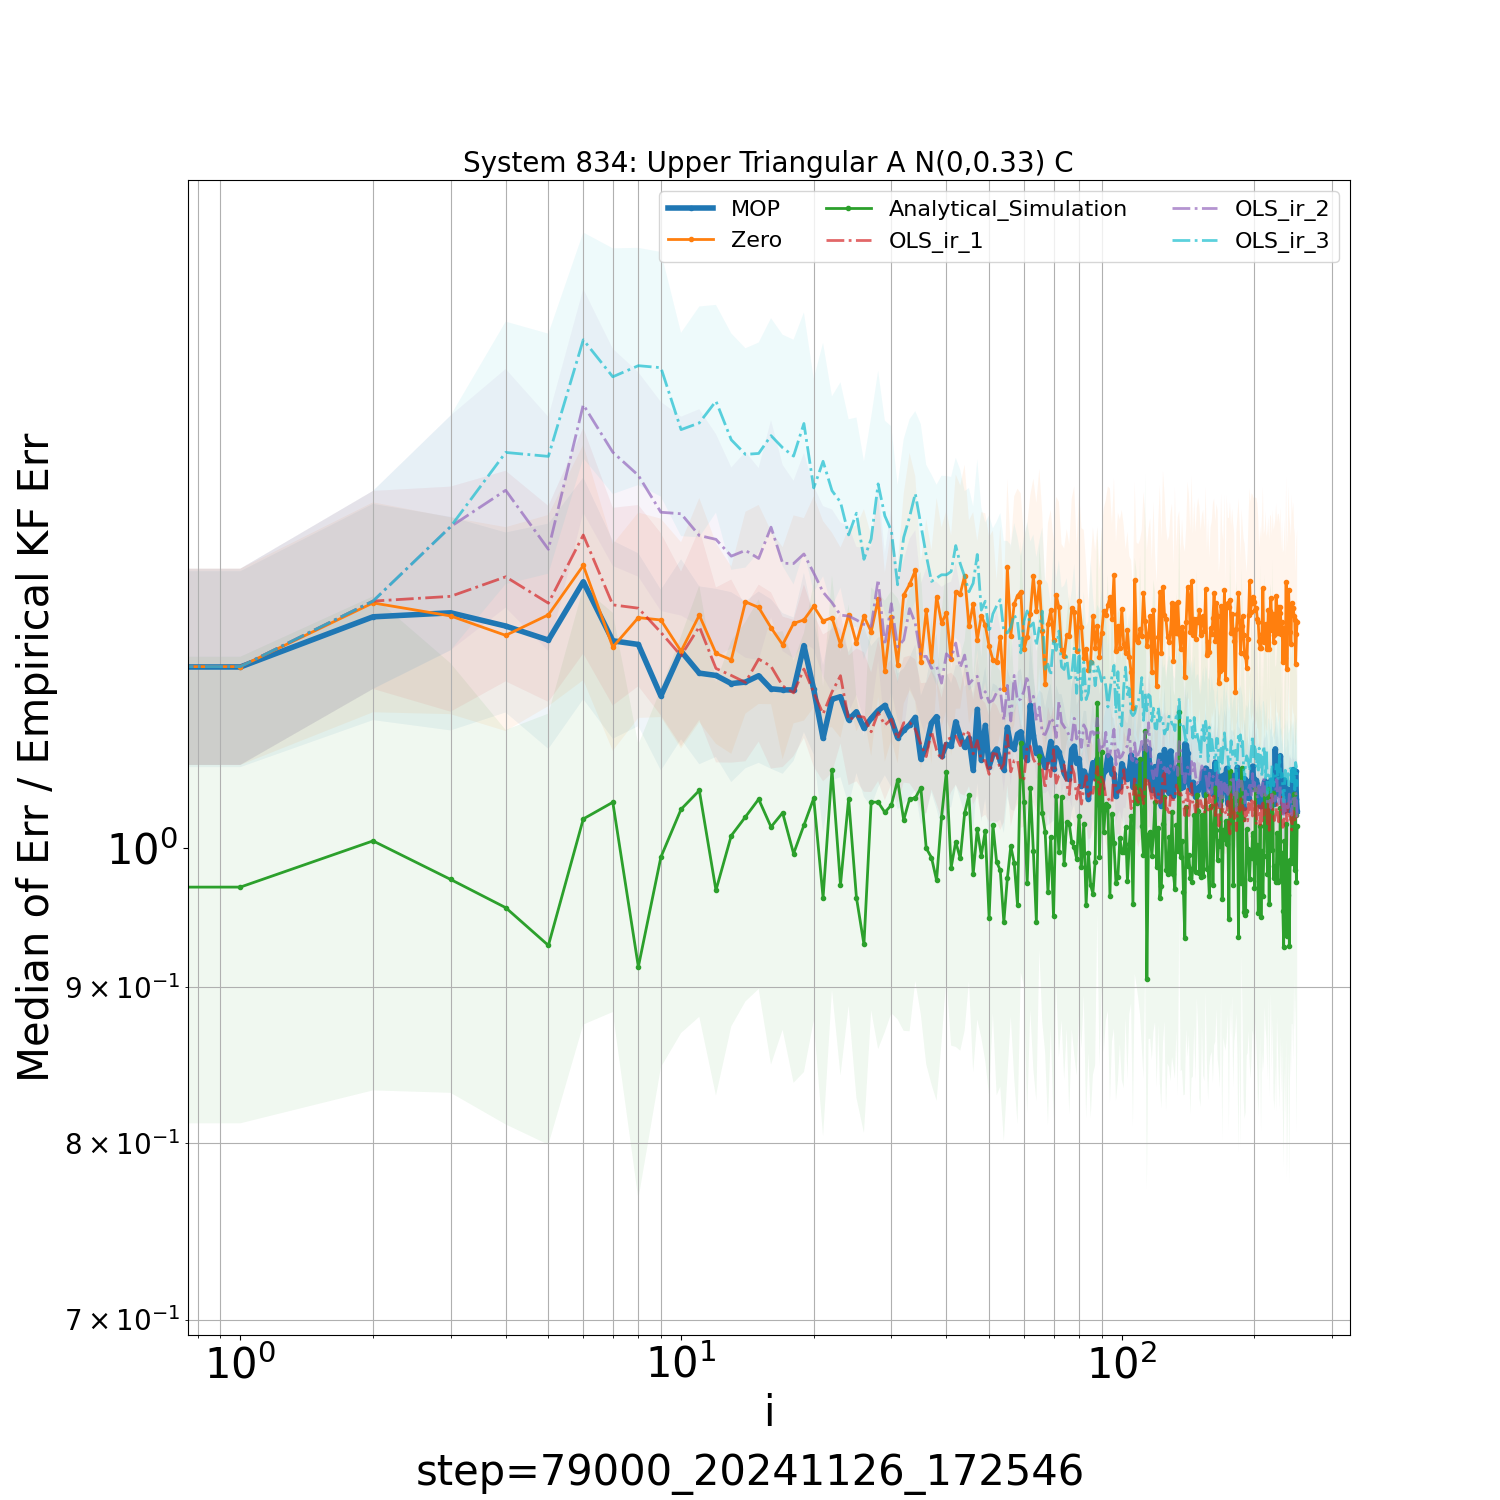 System 834: Upper Triangular A N(0,0.33) C
MOP
Zero
Analytical_Simulation
OLS_ir_1
OLS_ir_2
OLS_ir_3
Median of Err / Empirical KF Err
10⁰
9 × 10⁻¹
8 × 10⁻¹
7 × 10⁻¹
10⁰ 10¹ 10²
i
step=79000_20241126_172546